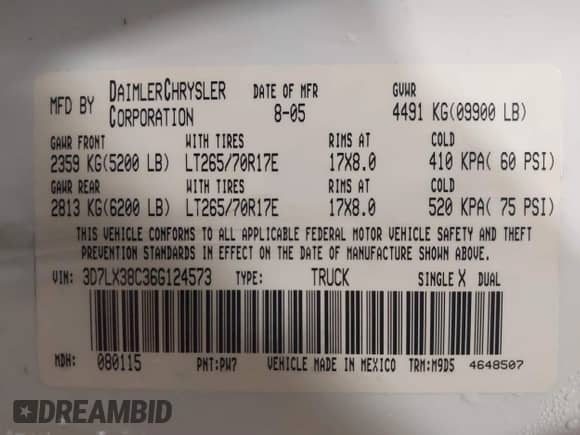 MFD BY DAIMLERCHRYSLER CORPORATION DATE OF MFR 8-05 GVWR 4491 KG(09900 LB)
GAWR FRONT WITH TIRES RIMS AT COLD
2359 KG(5200 LB) LT265/70R17E 17X8.0 410 KPA( 60 PSI)
GAWR REAR WITH TIRES RIMS AT COLD
2813 KG(6200 LB) LT265/70R17E 17X8.0 520 KPA( 75 PSI)
THIS VEHICLE CONFORMS TO ALL APPLICABLE FEDERAL MOTOR VEHICLE SAFETY AND THEFT
PREVENTION STANDARDS IN EFFECT ON THE DATE OF MANUFACTURE SHOWN ABOVE.
VIN: 3D7LX38C36G124573 TYPE: TRUCK SINGLE X DUAL
MDH: 080115 PNT:PW7 VEHICLE MADE IN MEXICO TRM:M9D5 4648507
DREAMBID